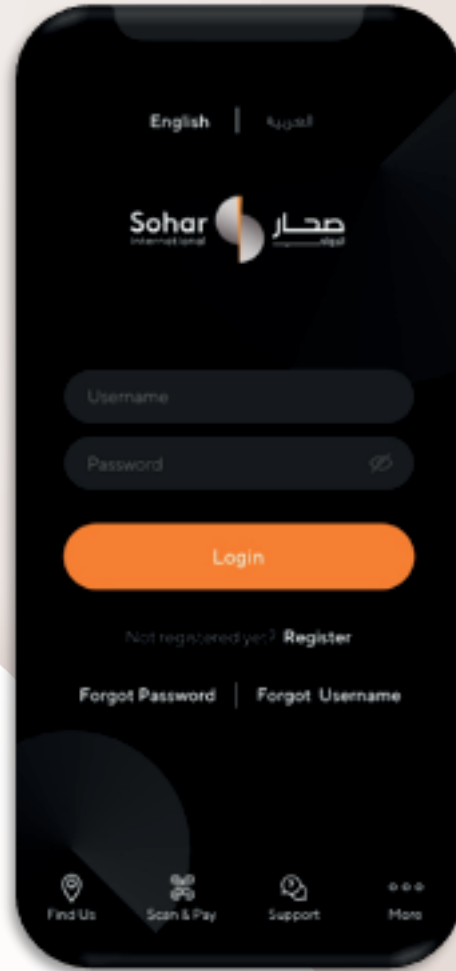 English | العربية
Sohar صحار
International الدولي
Username
Password
Login
Not registered yet? Register
Forgot Password | Forgot Username
Find Us Scan & Pay Support More